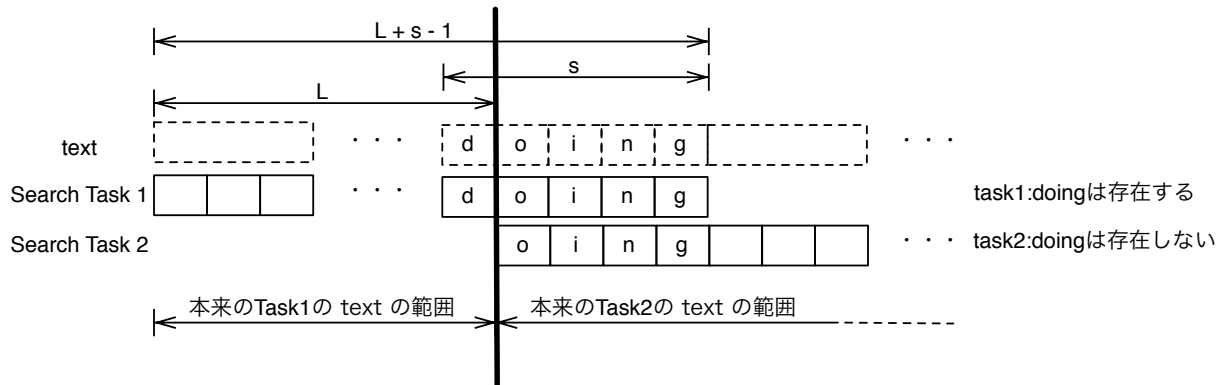 L + s - 1
s
L
text ・・・ d o i n g ・・・
Search Task 1 ・・・ d o i n g task1:doingは存在する
Search Task 2 o i n g ・・・ task2:doingは存在しない
本来のTask1の text の範囲 本来のTask2の text の範囲